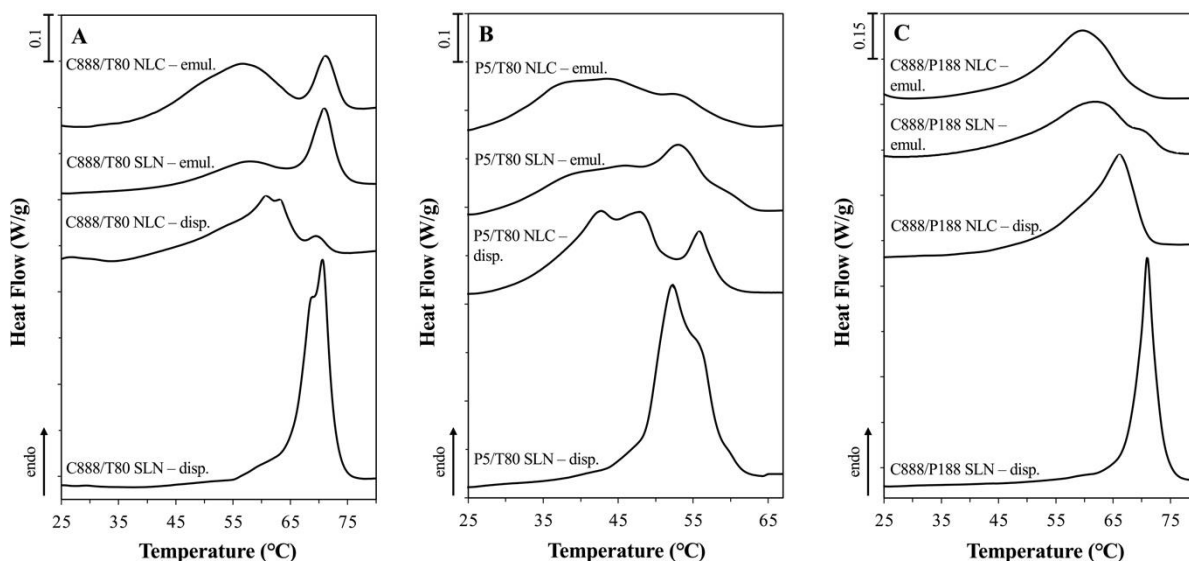 0.1
A
C888/T80 NLC – emul.
C888/T80 SLN – emul.
C888/T80 NLC – disp.
C888/T80 SLN – disp.
Heat Flow (W/g)
endo
25 35 45 55 65 75
Temperature (°C)
0.1
B
P5/T80 NLC – emul.
P5/T80 SLN – emul.
P5/T80 NLC –
disp.
P5/T80 SLN – disp.
Heat Flow (W/g)
endo
25 35 45 55 65
Temperature (°C)
0.15
C
C888/P188 NLC –
emul.
C888/P188 SLN –
emul.
C888/P188 NLC – disp.
C888/P188 SLN – disp.
Heat Flow (W/g)
endo
25 35 45 55 65 75
Temperature (°C)